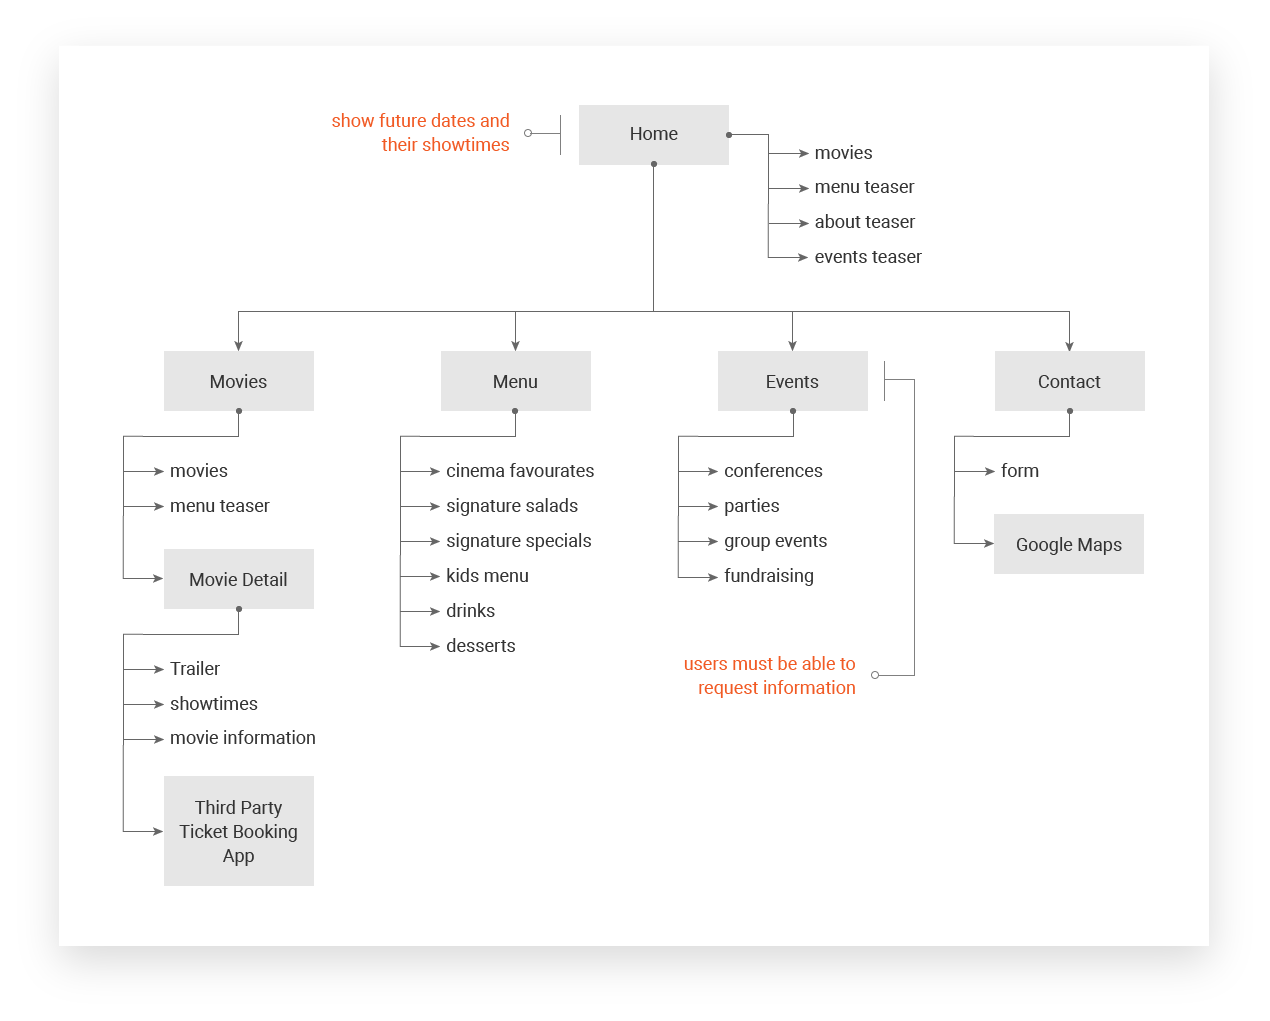 show future dates and
their showtimes
Home
movies
menu teaser
about teaser
events teaser
Movies
Menu
Events
Contact
movies
menu teaser
Movie Detail
Trailer
showtimes
movie information
Third Party
Ticket Booking
App
cinema favourates
signature salads
signature specials
kids menu
drinks
desserts
conferences
parties
group events
fundraising
users must be able to
request information
form
Google Maps